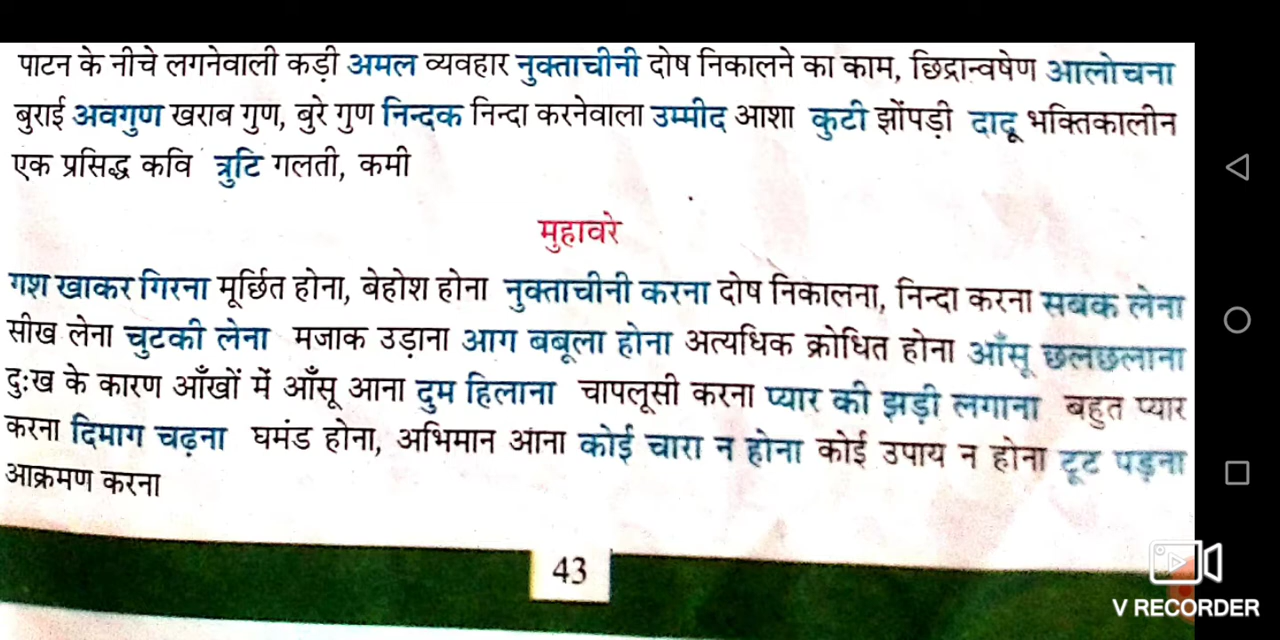 पाटन के नीचे लगनेवाली कड़ी अमल व्यवहार नुक्ताचीनी दोष निकालने का काम, छिद्रान्वषेण आलोचना
बुराई अवगुण खराब गुण, बुरे गुण निन्दक निन्दा करनेवाला उम्मीद आशा कुटी झोंपड़ी दादू भक्तिकालीन
एक प्रसिद्ध कवि त्रुटि गलती, कमी
मुहावरे
गश खाकर गिरना मूर्छित होना, बेहोश होना नुक्ताचीनी करना दोष निकालना, निन्दा करना सबक लेना
सीख लेना चुटकी लेना मजाक उड़ाना आग बबूला होना अत्यधिक क्रोधित होना आँसू छलछलाना
दुःख के कारण आँखों में आँसू आना दुम हिलाना चापलूसी करना प्यार की झड़ी लगाना बहुत प्यार
करना दिमाग चढ़ना घमंड होना, अभिमान आना कोई चारा न होना कोई उपाय न होना टूट पड़ना
आक्रमण करना
43
V RECORDER